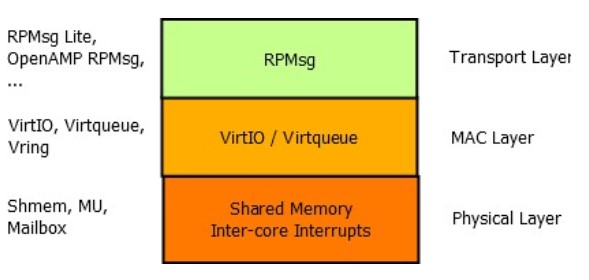 RPMsg Lite,
OpenAMP RPMsg,
...
RPMsg
Transport Layer
VirtIO, Virtqueue,
Vring
VirtIO / Virtqueue
MAC Layer
Shmem, MU,
Mailbox
Shared Memory
Inter-core Interrupts
Physical Layer